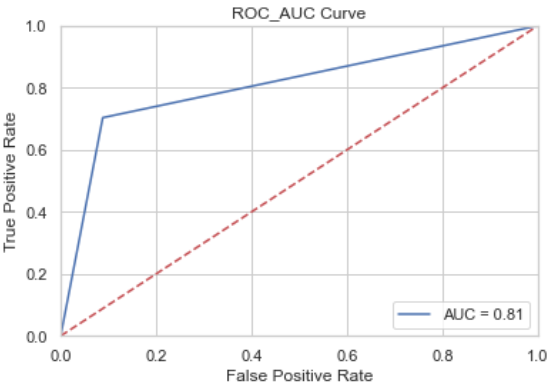 ROC_AUC Curve
True Positive Rate
1.0
0.8
0.6
0.4
0.2
0.0
AUC = 0.81
0.0 0.2 0.4 0.6 0.8 1.0
False Positive Rate